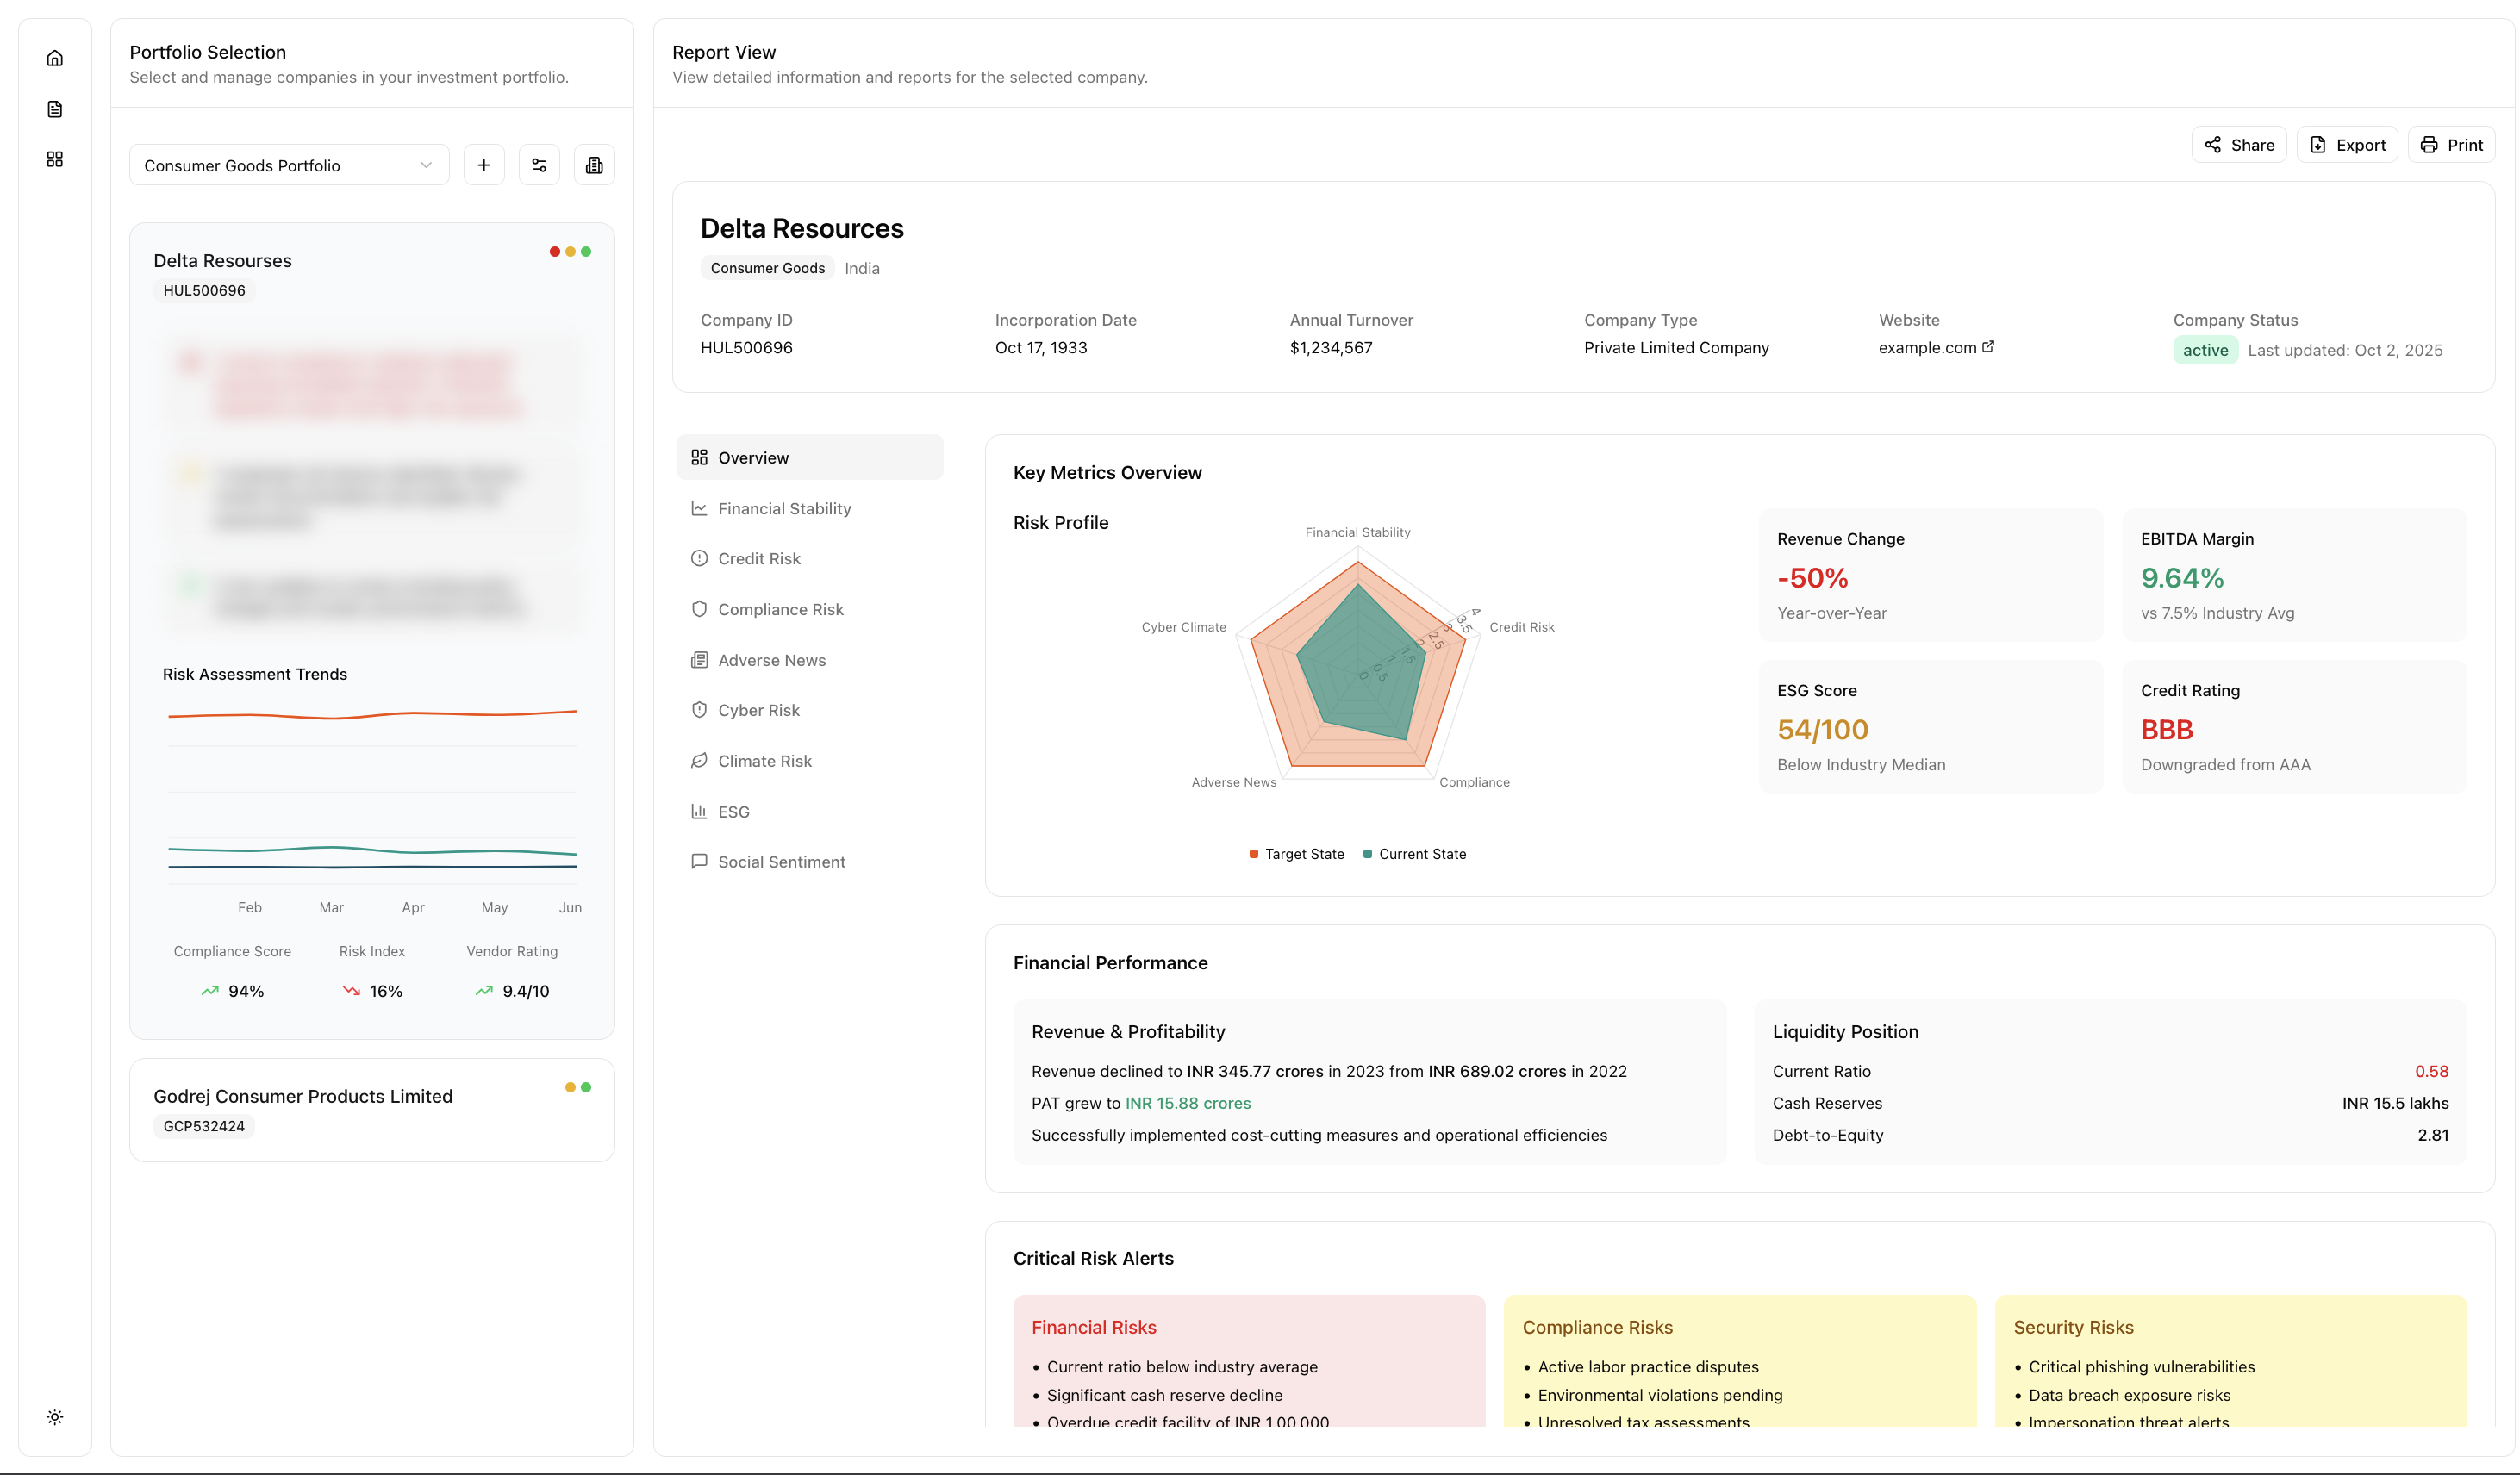 Portfolio Selection
Select and manage companies in your investment portfolio.
Consumer Goods Portfolio
Delta Resourses
HUL500696
Risk Assessment Trends
Feb Mar Apr May Jun
Compliance Score Risk Index Vendor Rating
94% 16% 9.4/10
Godrej Consumer Products Limited
GCP532424
Report View
View detailed information and reports for the selected company.
Share Export Print
Delta Resources
Consumer Goods India
Company ID Incorporation Date Annual Turnover Company Type Website Company Status
HUL500696 Oct 17, 1933 $1,234,567 Private Limited Company example.com active Last updated: Oct 2, 2025
Overview
Financial Stability
Credit Risk
Compliance Risk
Adverse News
Cyber Risk
Climate Risk
ESG
Social Sentiment
Key Metrics Overview
Risk Profile
Financial Stability
Cyber Climate
Credit Risk
0 0.5 1 1.5 2 2.5 3 3.5 4
Adverse News
Compliance
Target State Current State
Revenue Change
-50%
Year-over-Year
EBITDA Margin
9.64%
vs 7.5% Industry Avg
ESG Score
54/100
Below Industry Median
Credit Rating
BBB
Downgraded from AAA
Financial Performance
Revenue & Profitability
Revenue declined to INR 345.77 crores in 2023 from INR 689.02 crores in 2022
PAT grew to INR 15.88 crores
Successfully implemented cost-cutting measures and operational efficiencies
Liquidity Position
Current Ratio 0.58
Cash Reserves INR 15.5 lakhs
Debt-to-Equity 2.81
Critical Risk Alerts
Financial Risks
• Current ratio below industry average
• Significant cash reserve decline
• Overdue credit facility of INR 1,00,000
Compliance Risks
• Active labor practice disputes
• Environmental violations pending
• Unresolved tax assessments
Security Risks
• Critical phishing vulnerabilities
• Data breach exposure risks
• Impersonation threat alerts